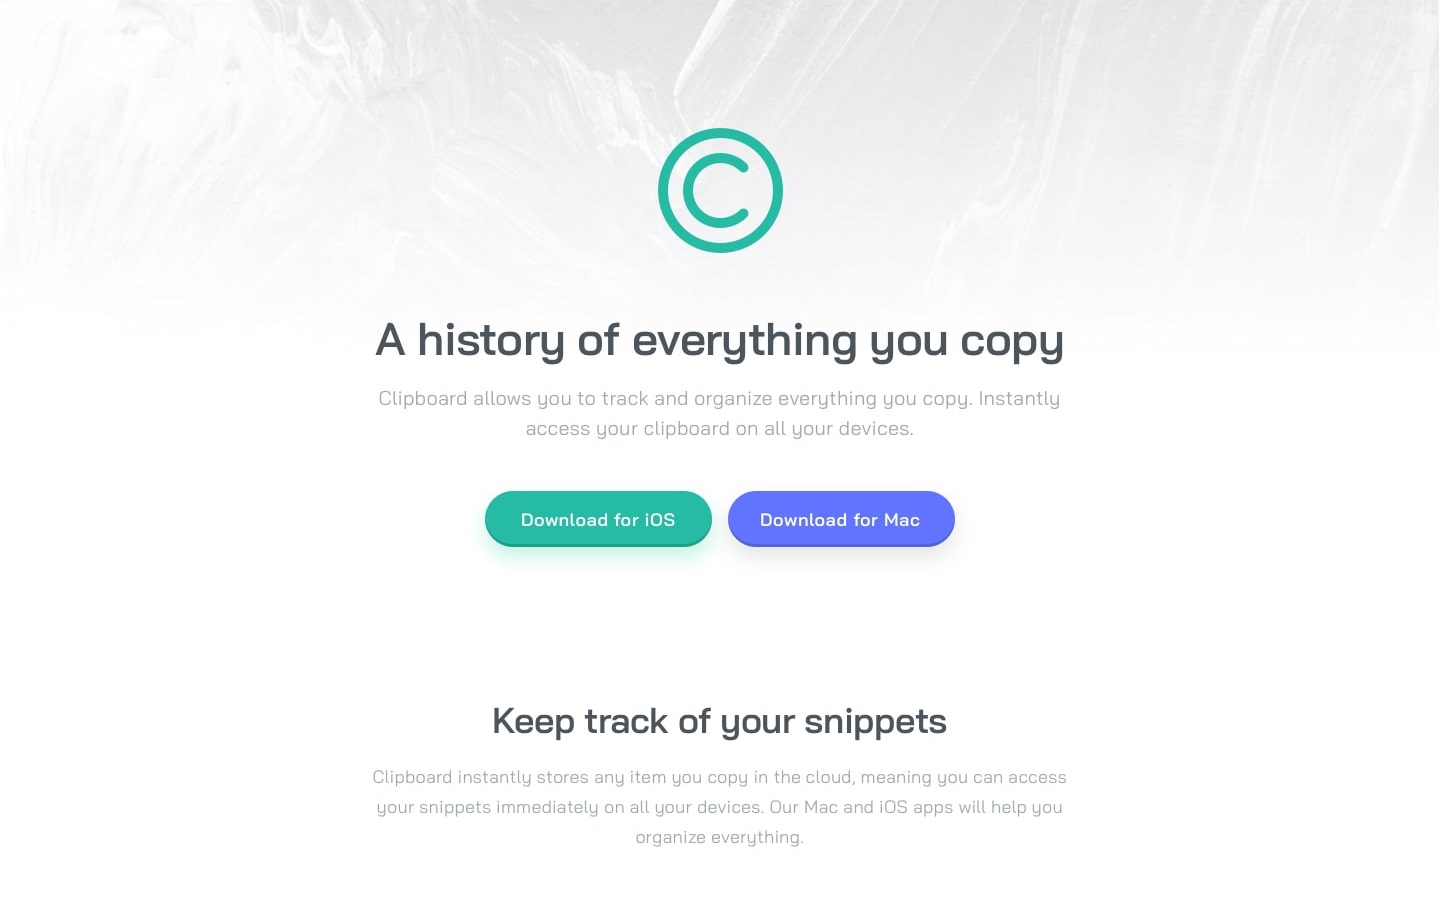 A history of everything you copy
Clipboard allows you to track and organize everything you copy. Instantly
access your clipboard on all your devices.
Download for iOS
Download for Mac
Keep track of your snippets
Clipboard instantly stores any item you copy in the cloud, meaning you can access
your snippets immediately on all your devices. Our Mac and iOS apps will help you
organize everything.